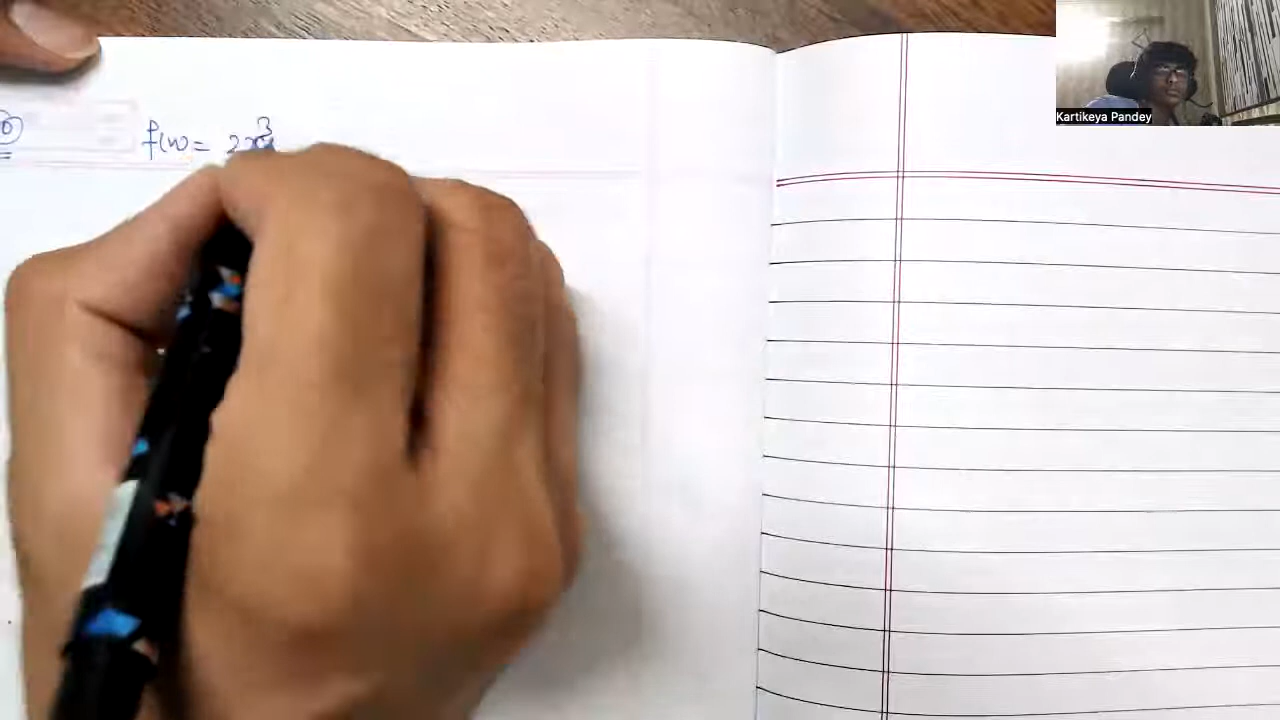 f(x) = 2x³
Kartikeya Pandey